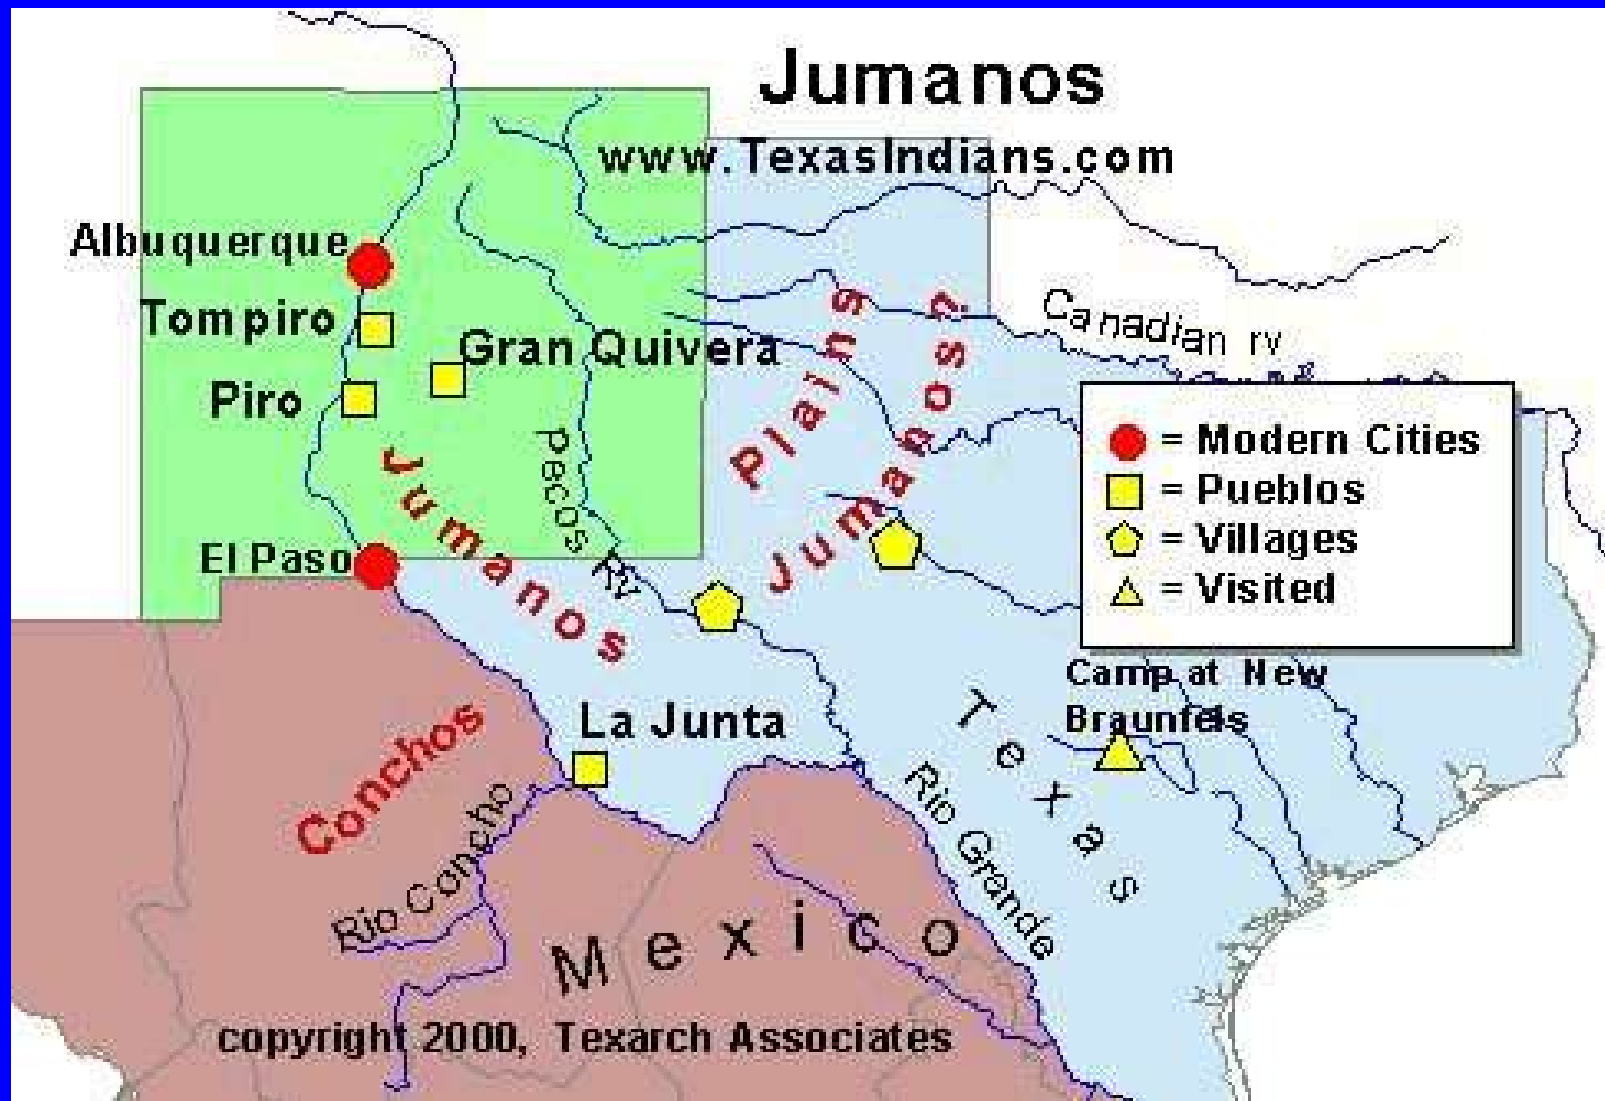 Jumanos
www.TexasIndians.com
Albuquerque
Tompiro
Gran Quivera
Piro
Canadian rv
Plains
Jumanos?
= Modern Cities
= Pueblos
= Villages
= Visited
Jumanos
Pecos Rv
El Paso
Camp at New
Braunfels
La Junta
Texas
Conchos
Rio Concho
Rio Grande
Mexico
copyright 2000, Texarch Associates